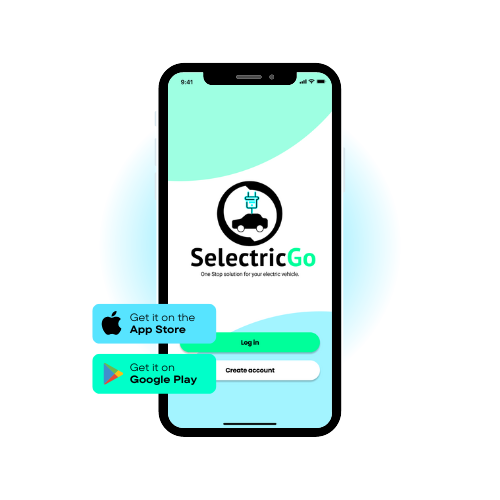 9:41
SelectricGo
One Stop solution for your electric vehicle.
Get it on the
App Store
Log in
Get it on
Google Play
Create account